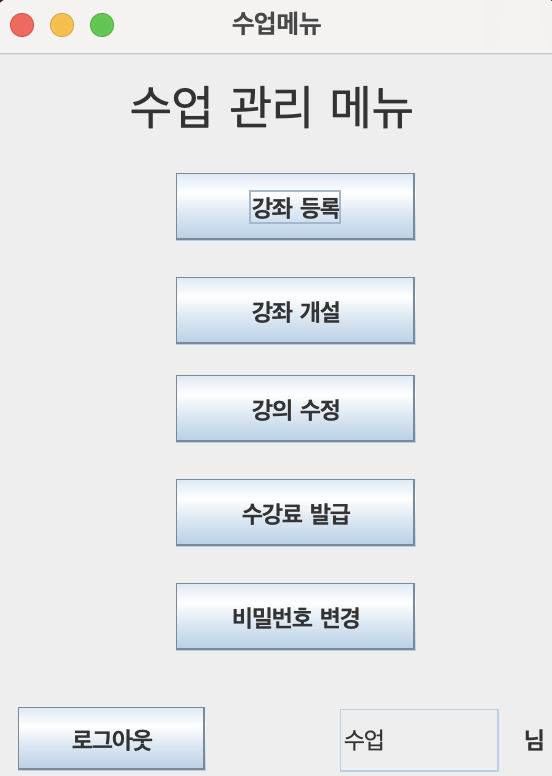 수업메뉴
수업 관리 메뉴
강좌 등록
강좌 개설
강의 수정
수강료 발급
비밀번호 변경
로그아웃 수업 님